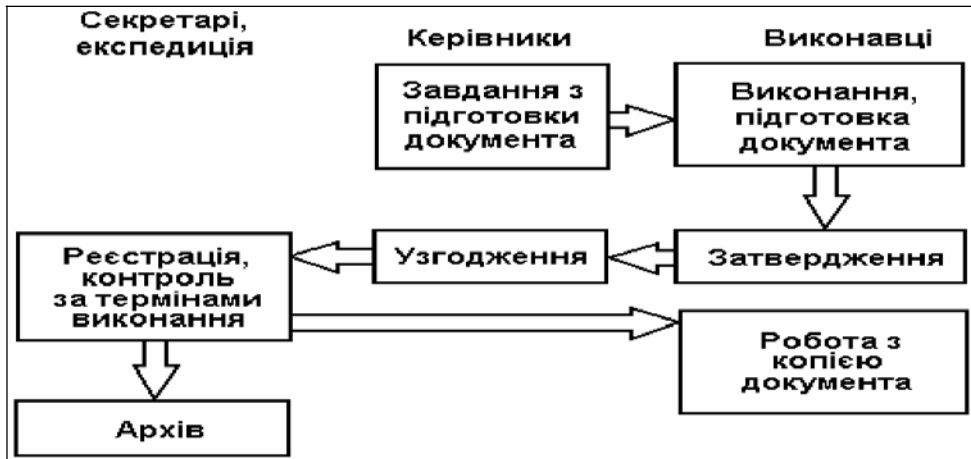 Секретарі,
експедиція
Керівники
Виконавці
Завдання з
підготовки
документа
Виконання,
підготовка
документа
Реєстрація,
контроль
за термінами
виконання
Узгодження
Затвердження
Робота з
копією
документа
Архів